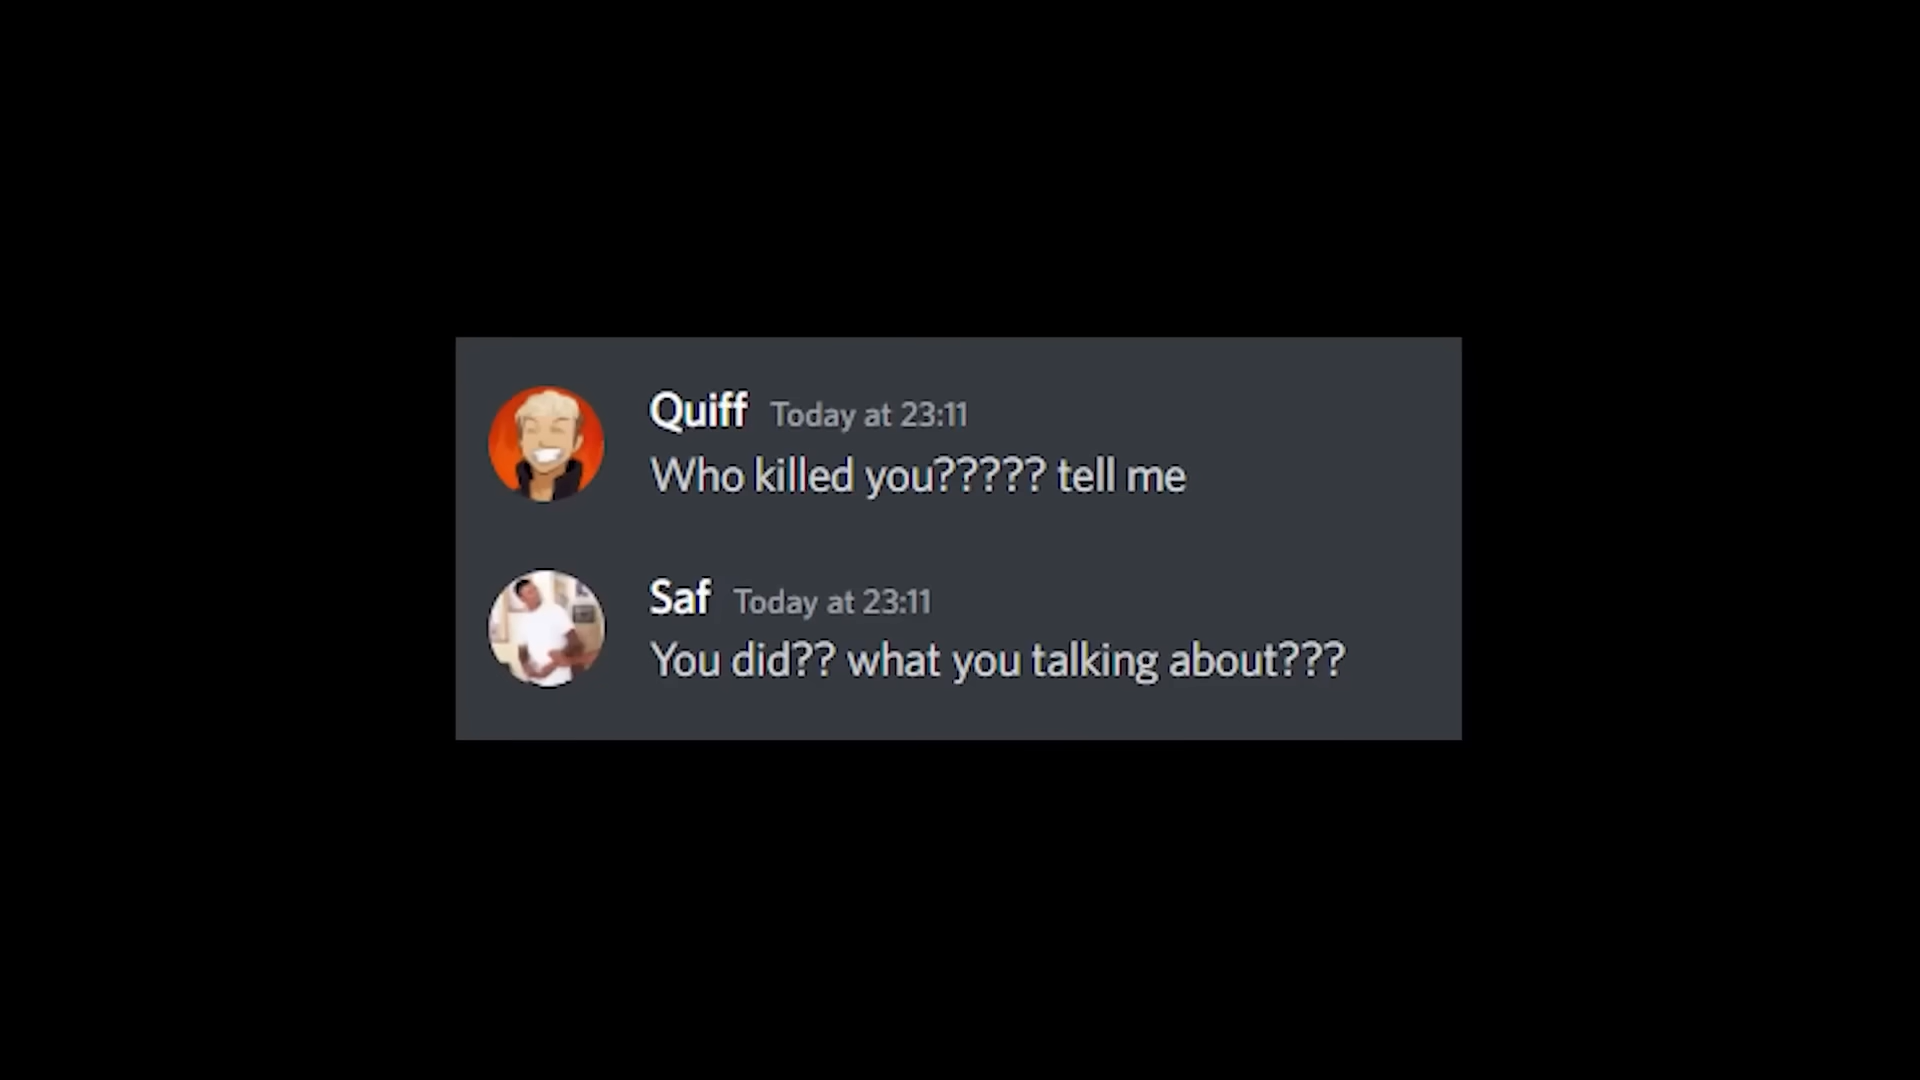 Quiff Today at 23:11
Who killed you????? tell me
Saf Today at 23:11
You did?? what you talking about???